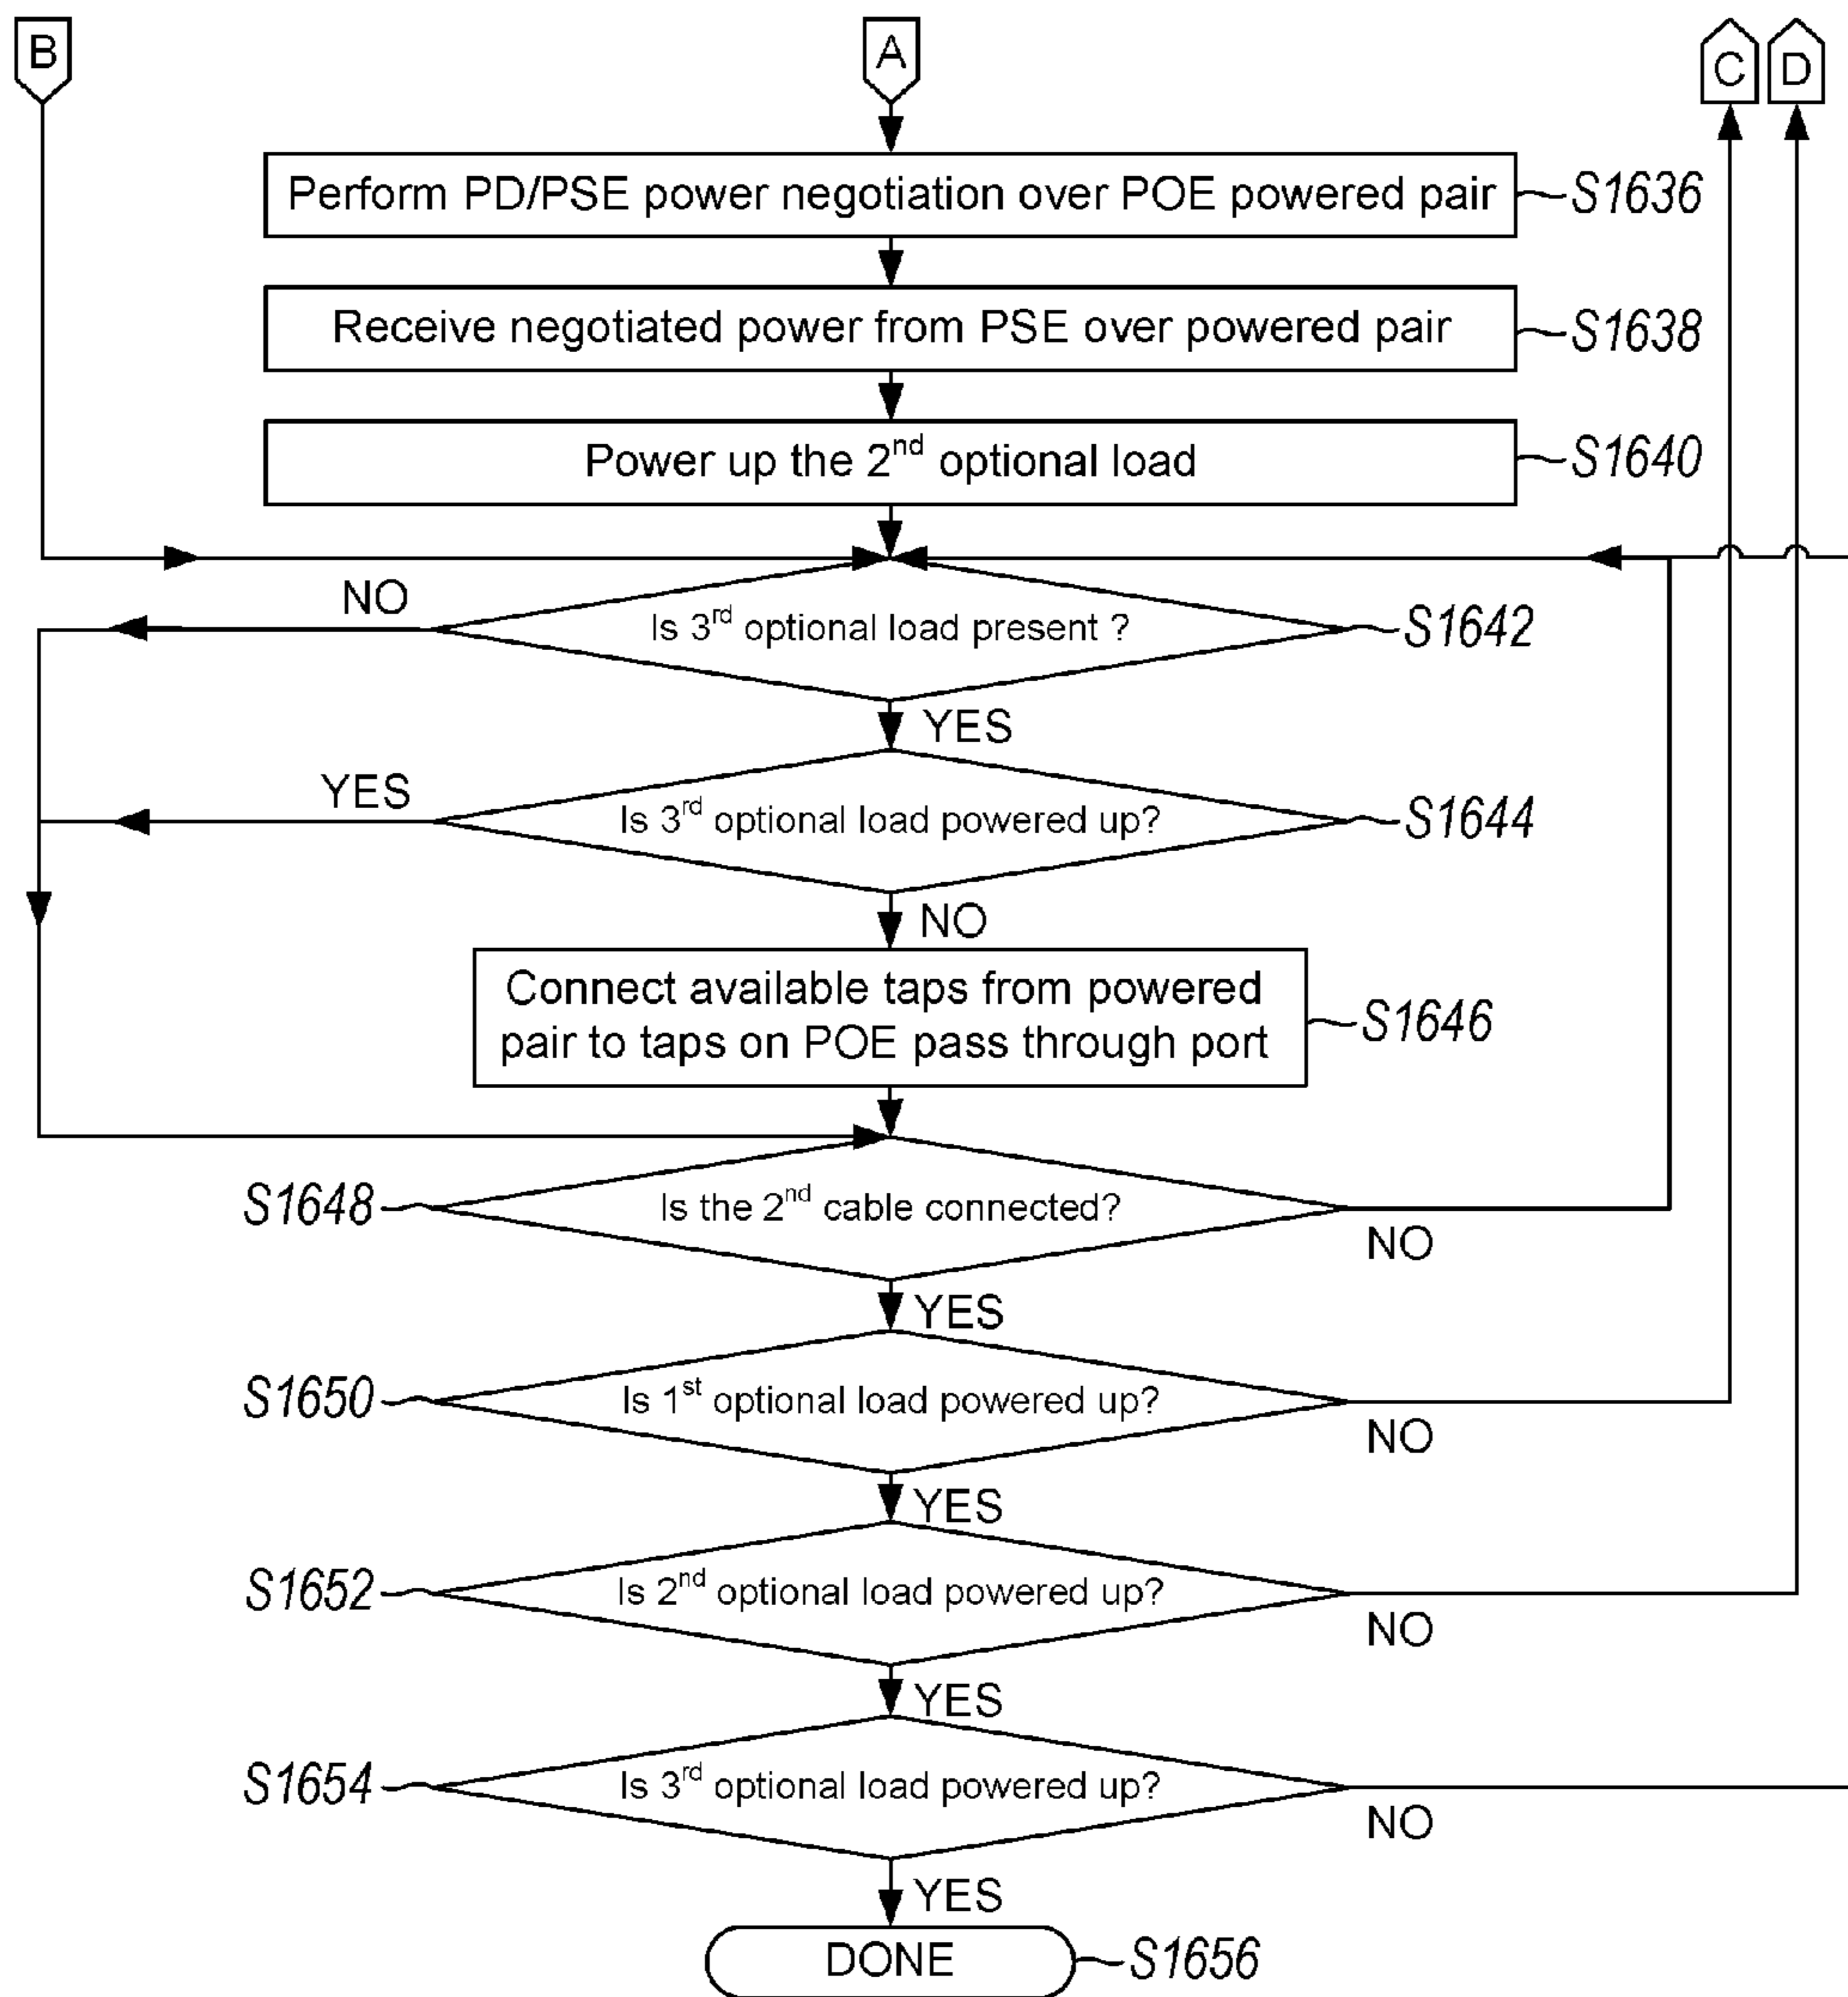 B
A
C
D
Perform PD/PSE power negotiation over POE powered pair
S1636
Receive negotiated power from PSE over powered pair
S1638
Power up the 2nd optional load
S1640
NO
Is 3rd optional load present ?
S1642
YES
YES
Is 3rd optional load powered up?
S1644
NO
Connect available taps from powered
pair to taps on POE pass through port
S1646
S1648
Is the 2nd cable connected?
NO
YES
S1650
Is 1st optional load powered up?
NO
YES
S1652
Is 2nd optional load powered up?
NO
YES
S1654
Is 3rd optional load powered up?
NO
YES
DONE
S1656